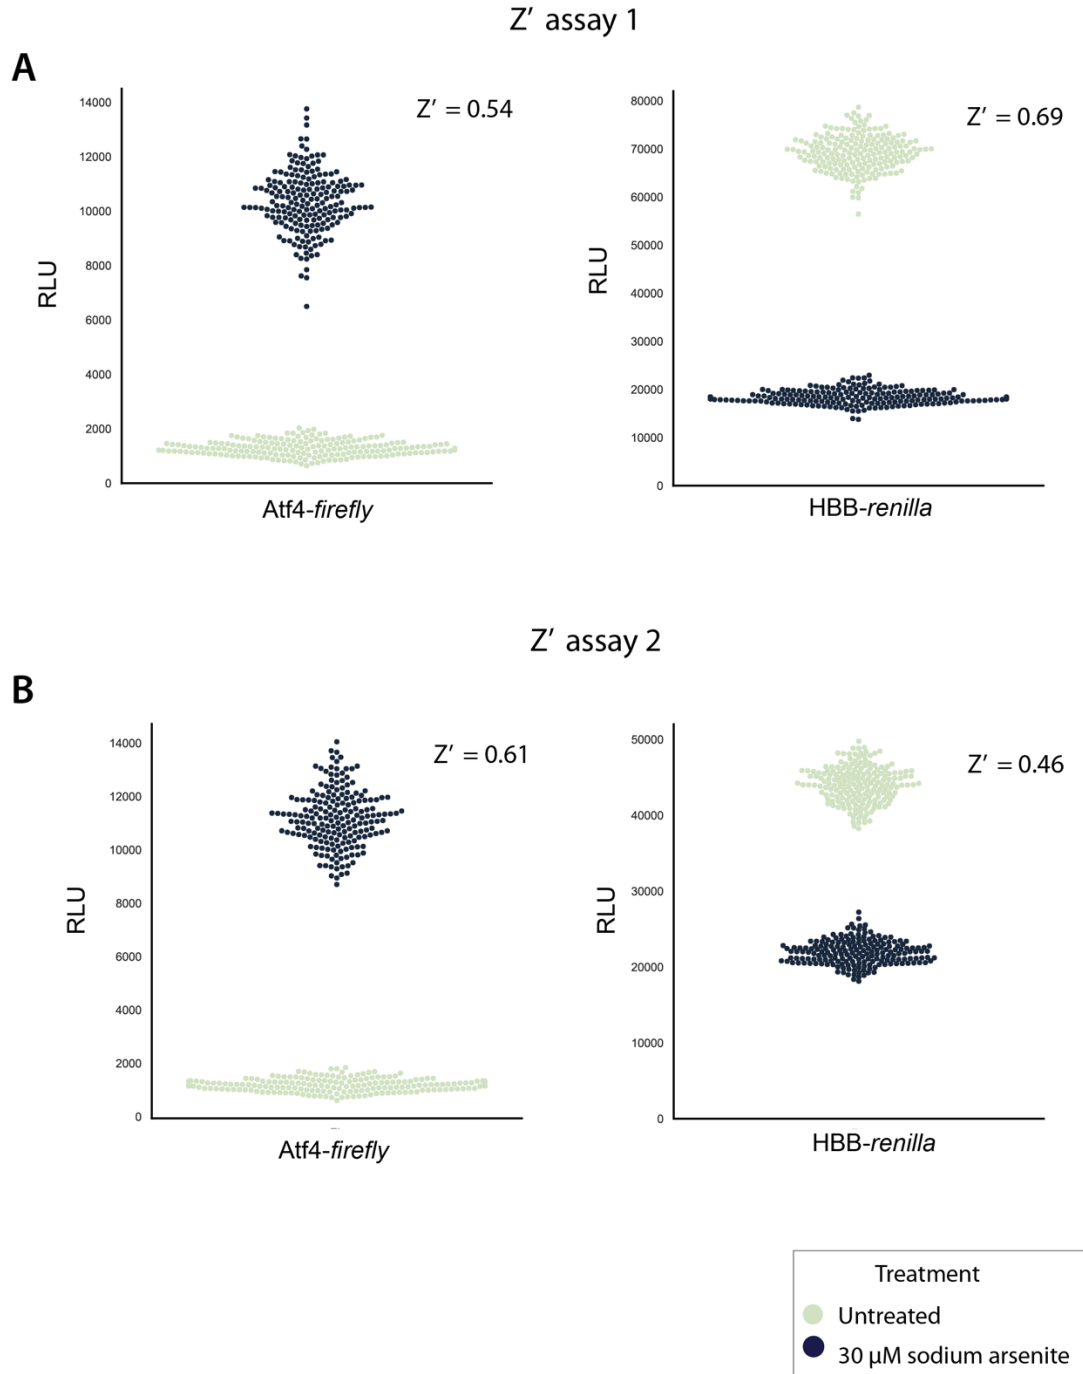 Z′ assay 1
A
Z′ = 0.54
14000
12000
10000
8000
6000
4000
2000
0
RLU
Atf4-firefly
Z′ = 0.69
80000
70000
60000
50000
40000
30000
20000
10000
0
RLU
HBB-renilla
Z′ assay 2
B
Z′ = 0.61
14000
12000
10000
8000
6000
4000
2000
0
RLU
Atf4-firefly
Z′ = 0.46
50000
40000
30000
20000
10000
0
RLU
HBB-renilla
Treatment
Untreated
30 μM sodium arsenite